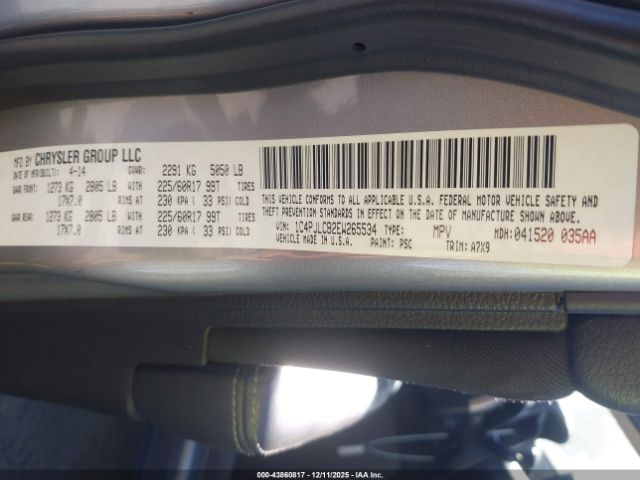 MFD BY CHRYSLER GROUP LLC
DATE OF MFR(BUILT): 4-14 GVWR: 2291 KG 5050 LB
GAWR FRONT: 1273 KG 2805 LB WITH 225/60R17 99T TIRES
17X7.0 RIMS AT 230 KPA ( 33 PSI) COLD
GAWR REAR: 1273 KG 2805 LB WITH 225/60R17 99T TIRES
17X7.0 RIMS AT 230 KPA ( 33 PSI) COLD
THIS VEHICLE CONFORMS TO ALL APPLICABLE U.S.A. FEDERAL MOTOR VEHICLE SAFETY AND
THEFT PREVENTION STANDARDS IN EFFECT ON THE DATE OF MANUFACTURE SHOWN ABOVE.
VIN: 1C4PJLCB2EW265534 TYPE: MPV MDH: 041520 035AA
VEHICLE MADE IN U.S.A. PAINT: PSC TRIM: A7X9
00-43860817 - 12/11/2025 - IAAC.COM